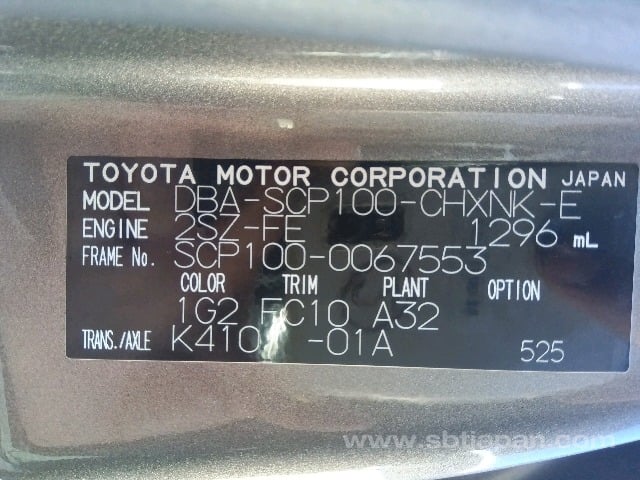 TOYOTA MOTOR CORPORATION JAPAN
MODEL DBA-SCP100-CHXNK-E
ENGINE 2SZ-FE 1296 mL
FRAME No. SCP100-0067553
COLOR TRIM PLANT OPTION
1G2 FC10 A32
TRANS./AXLE K410 -01A 525
www.sbtjapan.com